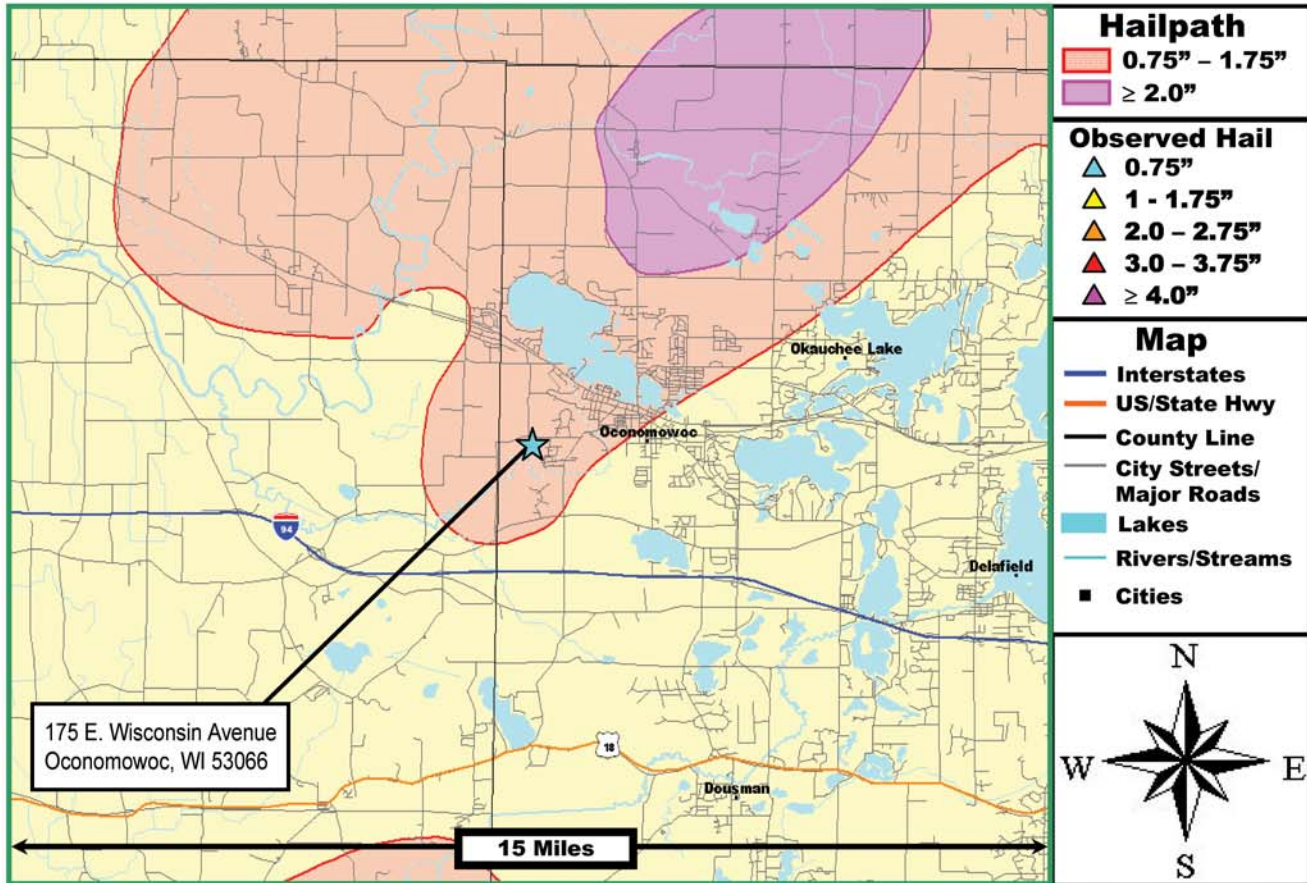 Okauchee Lake
Oconomowoc
94
Delafield
175 E. Wisconsin Avenue
Oconomowoc, WI 53066
18
Dousman
15 Miles
Hailpath
0.75” – 1.75”
≥ 2.0”
Observed Hail
0.75”
1 - 1.75”
2.0 – 2.75”
3.0 – 3.75”
≥ 4.0”
Map
Interstates
US/State Hwy
County Line
City Streets/
Major Roads
Lakes
Rivers/Streams
Cities
N
W
E
S